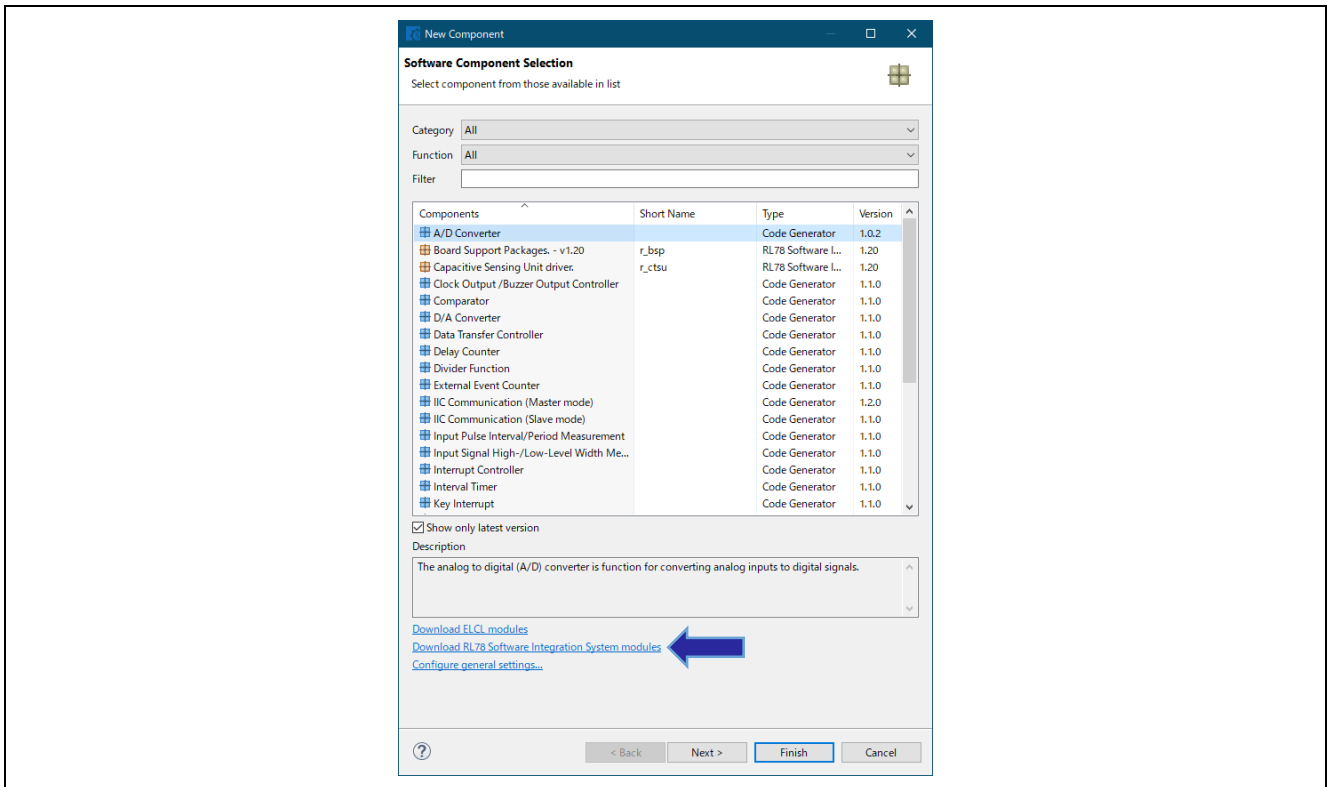 New Component
Software Component Selection
Select component from those available in list
Category All
Function All
Filter
Components Short Name Type Version
A/D Converter Code Generator 1.0.2
Board Support Packages. - v1.20 r_bsp RL78 Software I... 1.20
Capacitive Sensing Unit driver. r_ctsu RL78 Software I... 1.20
Clock Output /Buzzer Output Controller Code Generator 1.1.0
Comparator Code Generator 1.1.0
D/A Converter Code Generator 1.1.0
Data Transfer Controller Code Generator 1.1.0
Delay Counter Code Generator 1.1.0
Divider Function Code Generator 1.1.0
External Event Counter Code Generator 1.1.0
IIC Communication (Master mode) Code Generator 1.2.0
IIC Communication (Slave mode) Code Generator 1.1.0
Input Pulse Interval/Period Measurement Code Generator 1.1.0
Input Signal High-/Low-Level Width Me... Code Generator 1.1.0
Interrupt Controller Code Generator 1.1.0
Interval Timer Code Generator 1.1.0
Key Interrupt Code Generator 1.1.0
Show only latest version
Description
The analog to digital (A/D) converter is function for converting analog inputs to digital signals.
Download ELCL modules
Download RL78 Software Integration System modules
Configure general settings...
? < Back Next > Finish Cancel